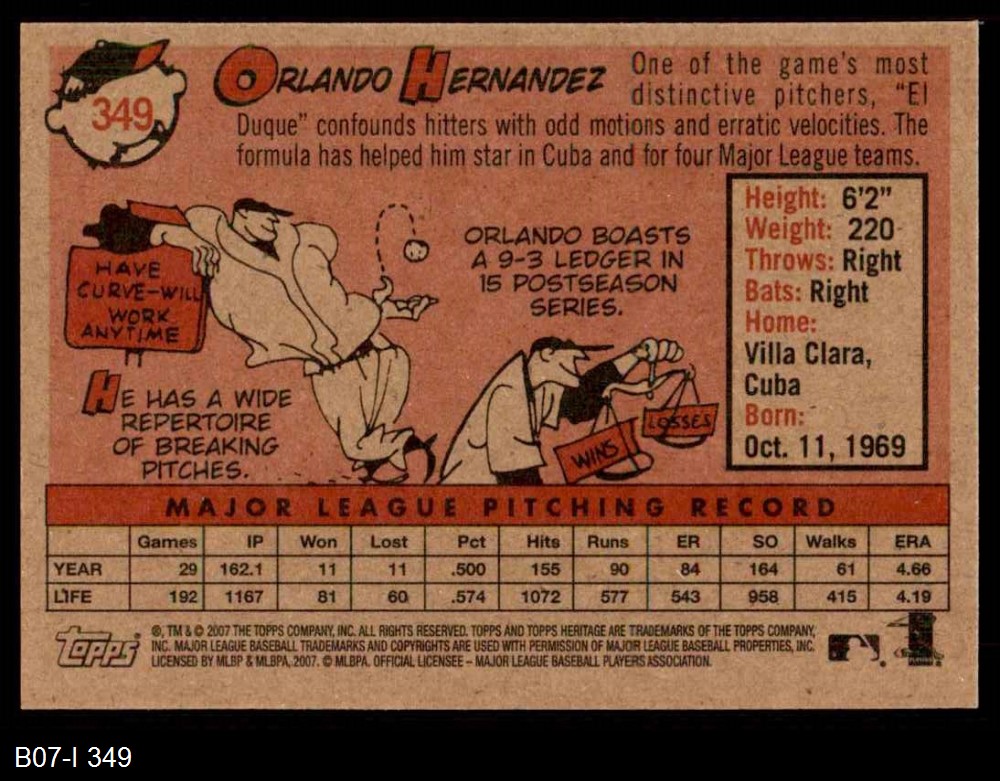 349
ORLANDO HERNANDEZ
One of the game's most
distinctive pitchers, "El
Duque" confounds hitters with odd motions and erratic velocities. The
formula has helped him star in Cuba and for four Major League teams.
HAVE
CURVE-WILL
WORK
ANYTIME
HE HAS A WIDE
REPERTOIRE
OF BREAKING
PITCHES.
ORLANDO BOASTS
A 9-3 LEDGER IN
15 POSTSEASON
SERIES.
WINS
LOSSES
Height: 6'2"
Weight: 220
Throws: Right
Bats: Right
Home:
Villa Clara,
Cuba
Born:
Oct. 11, 1969
MAJOR LEAGUE PITCHING RECORD
Games IP Won Lost Pct Hits Runs ER SO Walks ERA
YEAR 29 162.1 11 11 .500 155 90 84 164 61 4.66
LIFE 192 1167 81 60 .574 1072 577 543 958 415 4.19
topps
®, TM & © 2007 THE TOPPS COMPANY, INC. ALL RIGHTS RESERVED. TOPPS AND TOPPS HERITAGE ARE TRADEMARKS OF THE TOPPS COMPANY,
INC. MAJOR LEAGUE BASEBALL TRADEMARKS AND COPYRIGHTS ARE USED WITH PERMISSION OF MAJOR LEAGUE BASEBALL PROPERTIES, INC.
LICENSED BY MLBP & MLBPA, 2007. © MLBPA. OFFICIAL LICENSEE – MAJOR LEAGUE BASEBALL PLAYERS ASSOCIATION.
B07-I 349